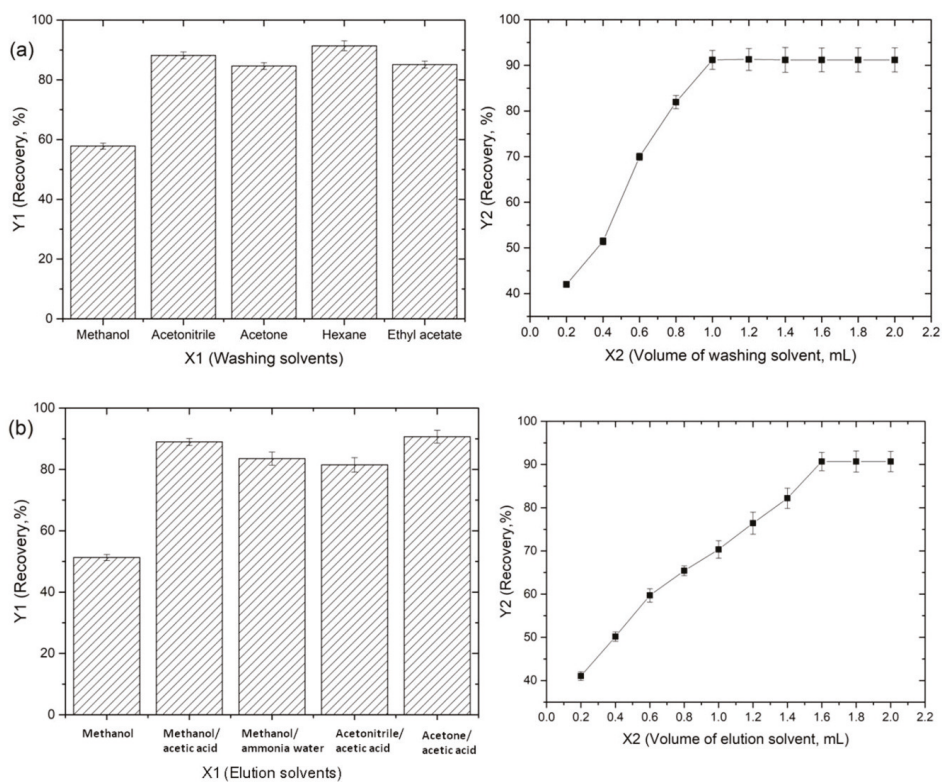 (a)
100
80
60
40
20
0
Y1 (Recovery, %)
Methanol Acetonitrile Acetone Hexane Ethyl acetate
X1 (Washing solvents)
100
90
80
70
60
50
40
Y2 (Recovery, %)
0.0 0.2 0.4 0.6 0.8 1.0 1.2 1.4 1.6 1.8 2.0 2.2
X2 (Volume of washing solvent, mL)
(b)
100
80
60
40
20
0
Y1 (Recovery,%)
Methanol Methanol/ Methanol/ Acetonitrile/ Acetone/
acetic acid ammonia water acetic acid acetic acid
X1 (Elution solvents)
100
90
80
70
60
50
40
Y2 (Recovery,%)
0.0 0.2 0.4 0.6 0.8 1.0 1.2 1.4 1.6 1.8 2.0 2.2
X2 (Volume of elution solvent, mL)